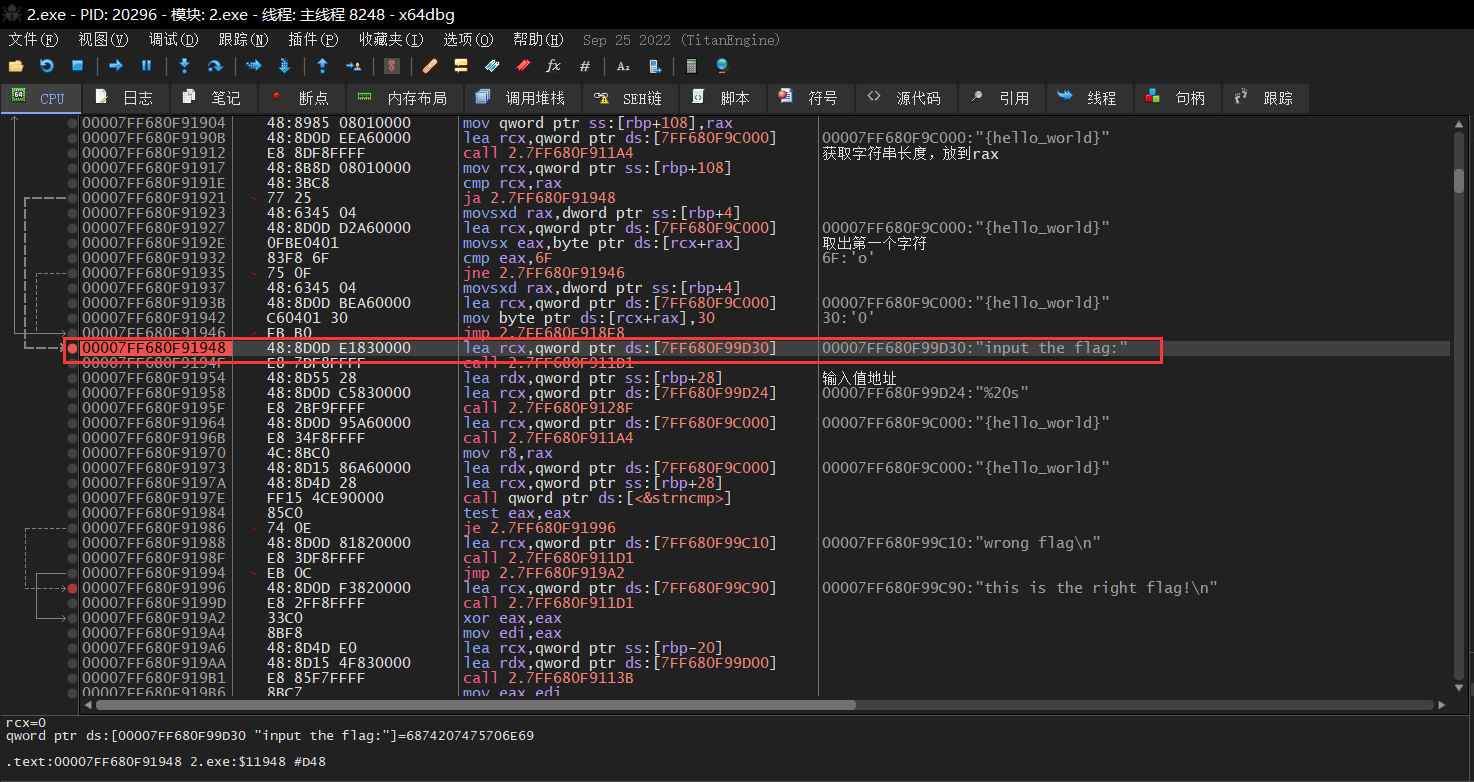 2.exe - PID: 20296 - 模块: 2.exe - 线程: 主线程 8248 - x64dbg
文件(F) 视图(V) 调试(D) 跟踪(N) 插件(P) 收藏夹(I) 选项(O) 帮助(H) Sep 25 2022 (TitanEngine)
CPU 日志 笔记 断点 内存布局 调用堆栈 SEH链 脚本 符号 源代码 引用 线程 句柄 跟踪
00007FF680F91904 48:8985 08010000 mov qword ptr ss:[rbp+108],rax
00007FF680F9190B 48:8D0D EEA60000 lea rcx,qword ptr ds:[7FF680F9C000] 00007FF680F9C000:"{hello_world}"
00007FF680F91912 E8 8DF8FFFF call 2.7FF680F911A4 获取字符串长度，放到rax
00007FF680F91917 48:8B8D 08010000 mov rcx,qword ptr ss:[rbp+108]
00007FF680F9191E 48:3BC8 cmp rcx,rax
00007FF680F91921 77 25 ja 2.7FF680F91948
00007FF680F91923 48:6345 04 movsxd rax,dword ptr ss:[rbp+4]
00007FF680F91927 48:8D0D D2A60000 lea rcx,qword ptr ds:[7FF680F9C000] 00007FF680F9C000:"{hello_world}"
00007FF680F9192E 0FBE0401 movsx eax,byte ptr ds:[rcx+rax] 取出第一个字符
00007FF680F91932 83F8 6F cmp eax,6F 6F:'o'
00007FF680F91935 75 0F jne 2.7FF680F91946
00007FF680F91937 48:6345 04 movsxd rax,dword ptr ss:[rbp+4]
00007FF680F9193B 48:8D0D BEA60000 lea rcx,qword ptr ds:[7FF680F9C000] 00007FF680F9C000:"{hello_world}"
00007FF680F91942 C60401 30 mov byte ptr ds:[rcx+rax],30 30:'0'
00007FF680F91946 EB B0 jmp 2.7FF680F918F8
00007FF680F91948 48:8D0D E1830000 lea rcx,qword ptr ds:[7FF680F99D30] 00007FF680F99D30:"input the flag:"
00007FF680F9194F E8 7DF8FFFF call 2.7FF680F911D1
00007FF680F91954 48:8D55 28 lea rdx,qword ptr ss:[rbp+28] 输入值地址
00007FF680F91958 48:8D0D C5830000 lea rcx,qword ptr ds:[7FF680F99D24] 00007FF680F99D24:"%20s"
00007FF680F9195F E8 2BF9FFFF call 2.7FF680F9128F
00007FF680F91964 48:8D0D 95A60000 lea rcx,qword ptr ds:[7FF680F9C000] 00007FF680F9C000:"{hello_world}"
00007FF680F9196B E8 34F8FFFF call 2.7FF680F911A4
00007FF680F91970 4C:8BC0 mov r8,rax
00007FF680F91973 48:8D15 86A60000 lea rdx,qword ptr ds:[7FF680F9C000] 00007FF680F9C000:"{hello_world}"
00007FF680F9197A 48:8D4D 28 lea rcx,qword ptr ss:[rbp+28]
00007FF680F9197E FF15 4CE90000 call qword ptr ds:[<&strncmp>]
00007FF680F91984 85C0 test eax,eax
00007FF680F91986 74 0E je 2.7FF680F91996
00007FF680F91988 48:8D0D 81820000 lea rcx,qword ptr ds:[7FF680F99C10] 00007FF680F99C10:"wrong flag\n"
00007FF680F9198F E8 3DF8FFFF call 2.7FF680F911D1
00007FF680F91994 EB 0C jmp 2.7FF680F919A2
00007FF680F91996 48:8D0D F3820000 lea rcx,qword ptr ds:[7FF680F99C90] 00007FF680F99C90:"this is the right flag!\n"
00007FF680F9199D E8 2FF8FFFF call 2.7FF680F911D1
00007FF680F919A2 33C0 xor eax,eax
00007FF680F919A4 8BF8 mov edi,eax
00007FF680F919A6 48:8D4D E0 lea rcx,qword ptr ss:[rbp-20]
00007FF680F919AA 48:8D15 4F830000 lea rdx,qword ptr ds:[7FF680F99D00]
00007FF680F919B1 E8 85F7FFFF call 2.7FF680F9113B
00007FF680F919B6 8BC7 mov eax,edi
rcx=0
qword ptr ds:[00007FF680F99D30 "input the flag:"]=6874207475706E69
.text:00007FF680F91948 2.exe:$11948 #D48